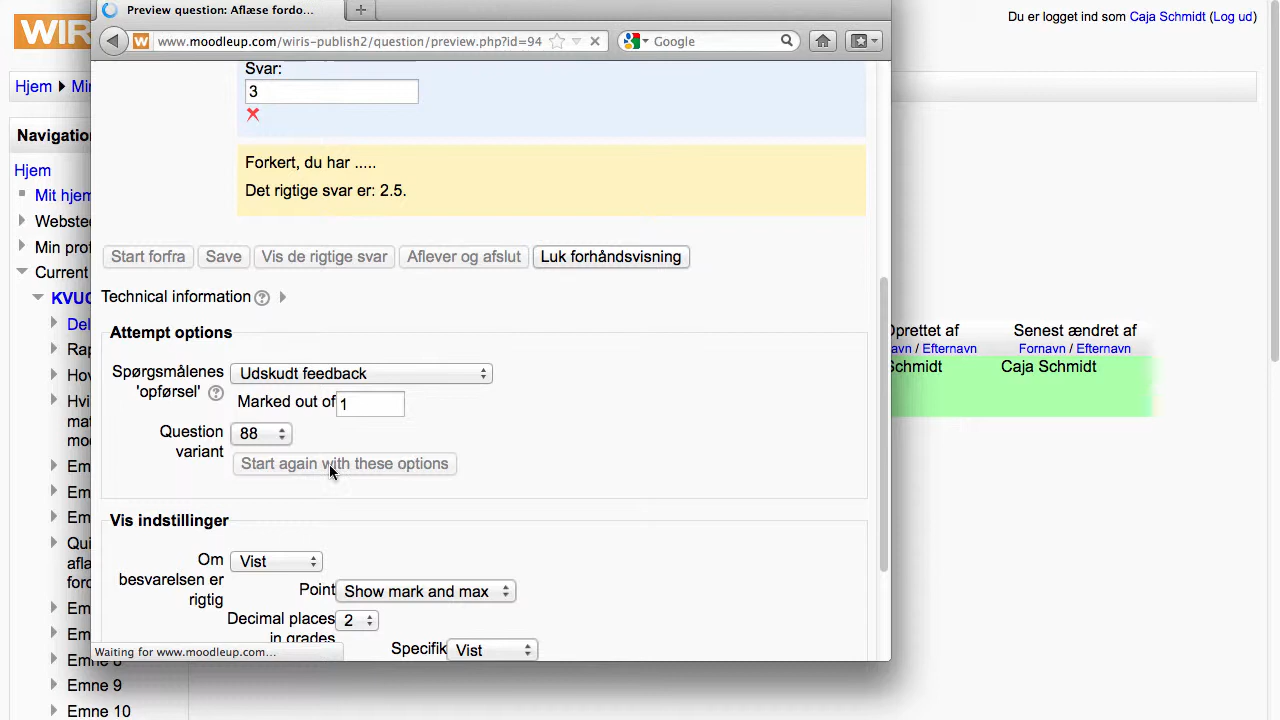 Preview question: Aflæse fordo...
Du er logget ind som Caja Schmidt (Log ud)
WIR
www.moodleup.com/wiris-publish2/question/preview.php?id=94
Google
Hjem
Navigation
Hjem
Mit hjem
Min prof
Current
Svar:
3
Forkert, du har .....
Det rigtige svar er: 2.5.
Start forfra
Save
Vis de rigtige svar
Aflever og afslut
Luk forhåndsvisning
Technical information
Attempt options
Spørgsmålenes 'opførsel'
Udskudt feedback
Marked out of
1
Question variant
88
Start again with these options
Vis indstillinger
Om besvarelsen er rigtig
Vist
Point
Show mark and max
Decimal places in grades
2
Specifik
Vist
Waiting for www.moodleup.com...
Oprettet af
Senest ændret af
avn / Efternavn
Fornavn / Efternavn
Schmidt
Caja Schmidt
Emne 9
Emne 10